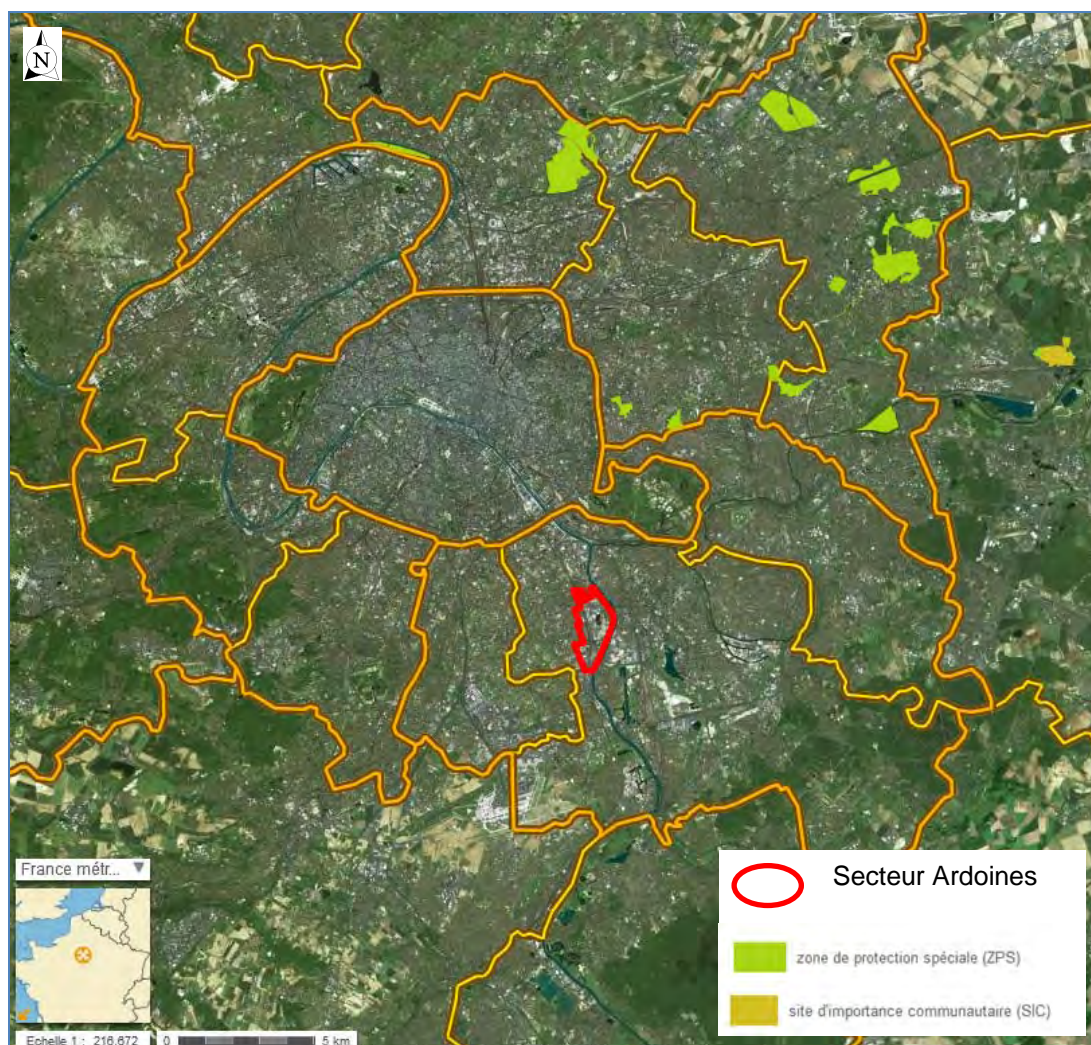 N
France métr...
Secteur Ardoines
zone de protection spéciale (ZPS)
site d'importance communautaire (SIC)
Echelle 1 : 216.672
0 5 km